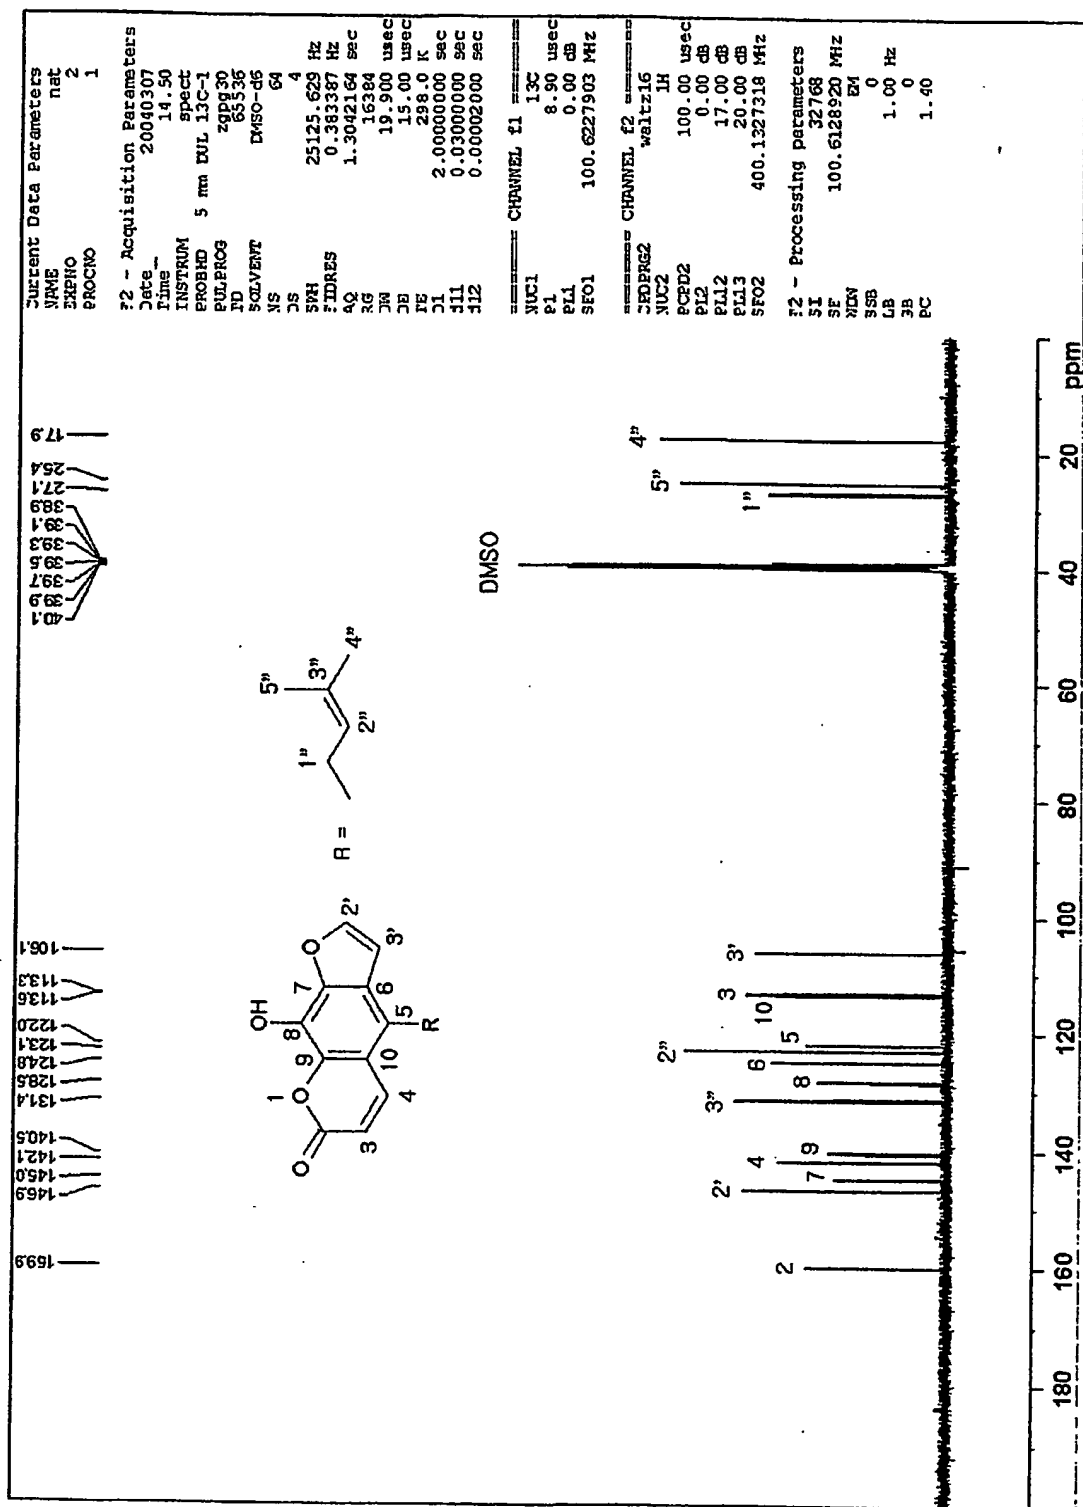 Current Data Parameters
NAME nat
EXPNO 2
PROCNO 1
F2 - Acquisition Parameters
Date_ 20040307
Time 14.50
INSTRUM spect
PROBHD 5 mm DUL 13C-1
PULPROG zgpg30
TD 65536
SOLVENT DMSO-d6
NS 64
DS 4
SWH 25125.629 Hz
FIDRES 0.383387 Hz
AQ 1.3042164 sec
RG 16384
DW 19.900 usec
DE 15.00 usec
TE 298.0 K
D1 2.00000000 sec
d11 0.03000000 sec
d12 0.00002000 sec
======== CHANNEL f1 ========
NUC1 13C
P1 8.90 usec
PL1 0.00 dB
SFO1 100.6227903 MHz
======== CHANNEL f2 ========
CPDPRG2 waltz16
NUC2 1H
PCPD2 100.00 usec
PL2 0.00 dB
PL12 17.00 dB
PL13 20.00 dB
SFO2 400.1327318 MHz
F2 - Processing parameters
SI 32768
SF 100.6128920 MHz
WDW EM
SSB 0
LB 1.00 Hz
GB 0
PC 1.40
159.9
146.9
145.0
142.1
140.5
131.4
128.5
124.8
123.1
122.0
113.6
113.3
106.1
40.1
39.9
39.7
39.5
39.3
39.1
38.9
27.1
25.4
17.9
O
O
1
3
4
9
10
8
OH
7
6
5
R
O
2'
3'
R =
1"
2"
3"
4"
5"
DMSO
2
2'
7
4
9
3"
8
6
2"
5
10
3
3'
1"
5"
4"
180
160
140
120
100
80
60
40
20
ppm